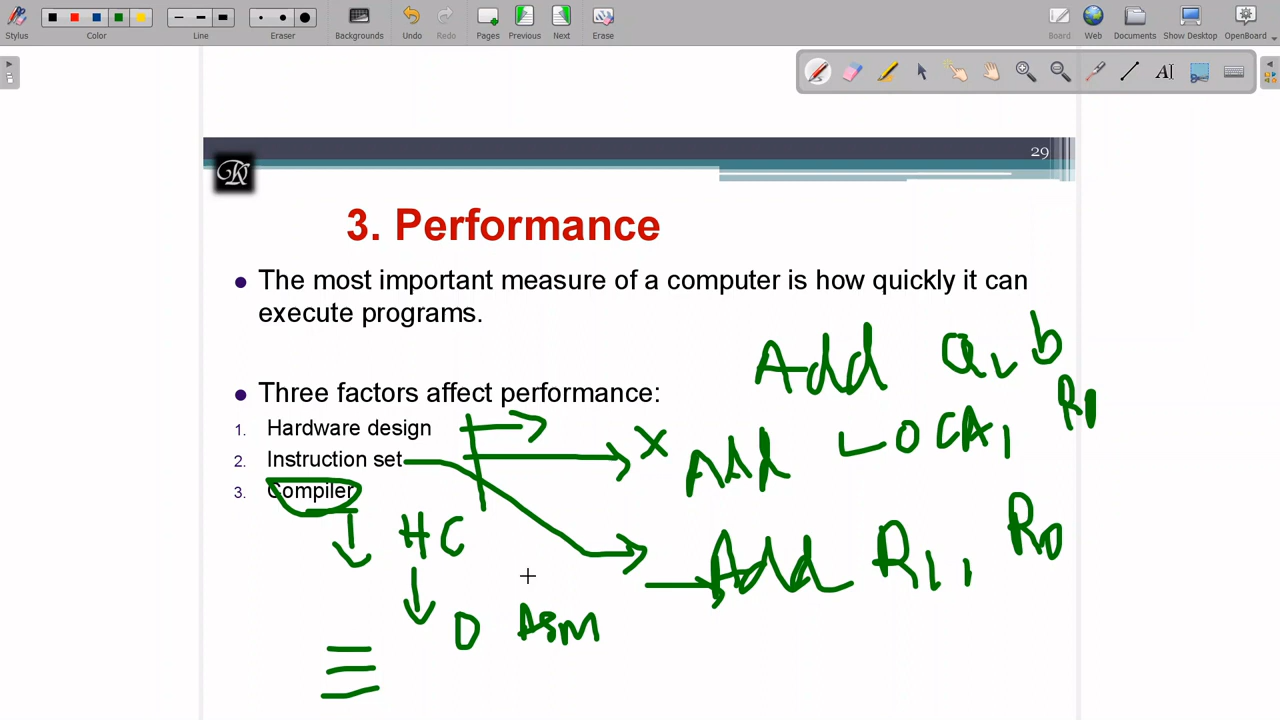 Stylus Color Line Eraser Backgrounds Undo Redo Pages Previous Next Erase Board Web Documents Show Desktop OpenBoard
29
3. Performance
The most important measure of a computer is how quickly it can
execute programs.
Add a, b
Three factors affect performance:
1. Hardware design
Add LOCA, R0
2. Instruction set
X
3. Compiler
HC
Add R1, R0
O ASM